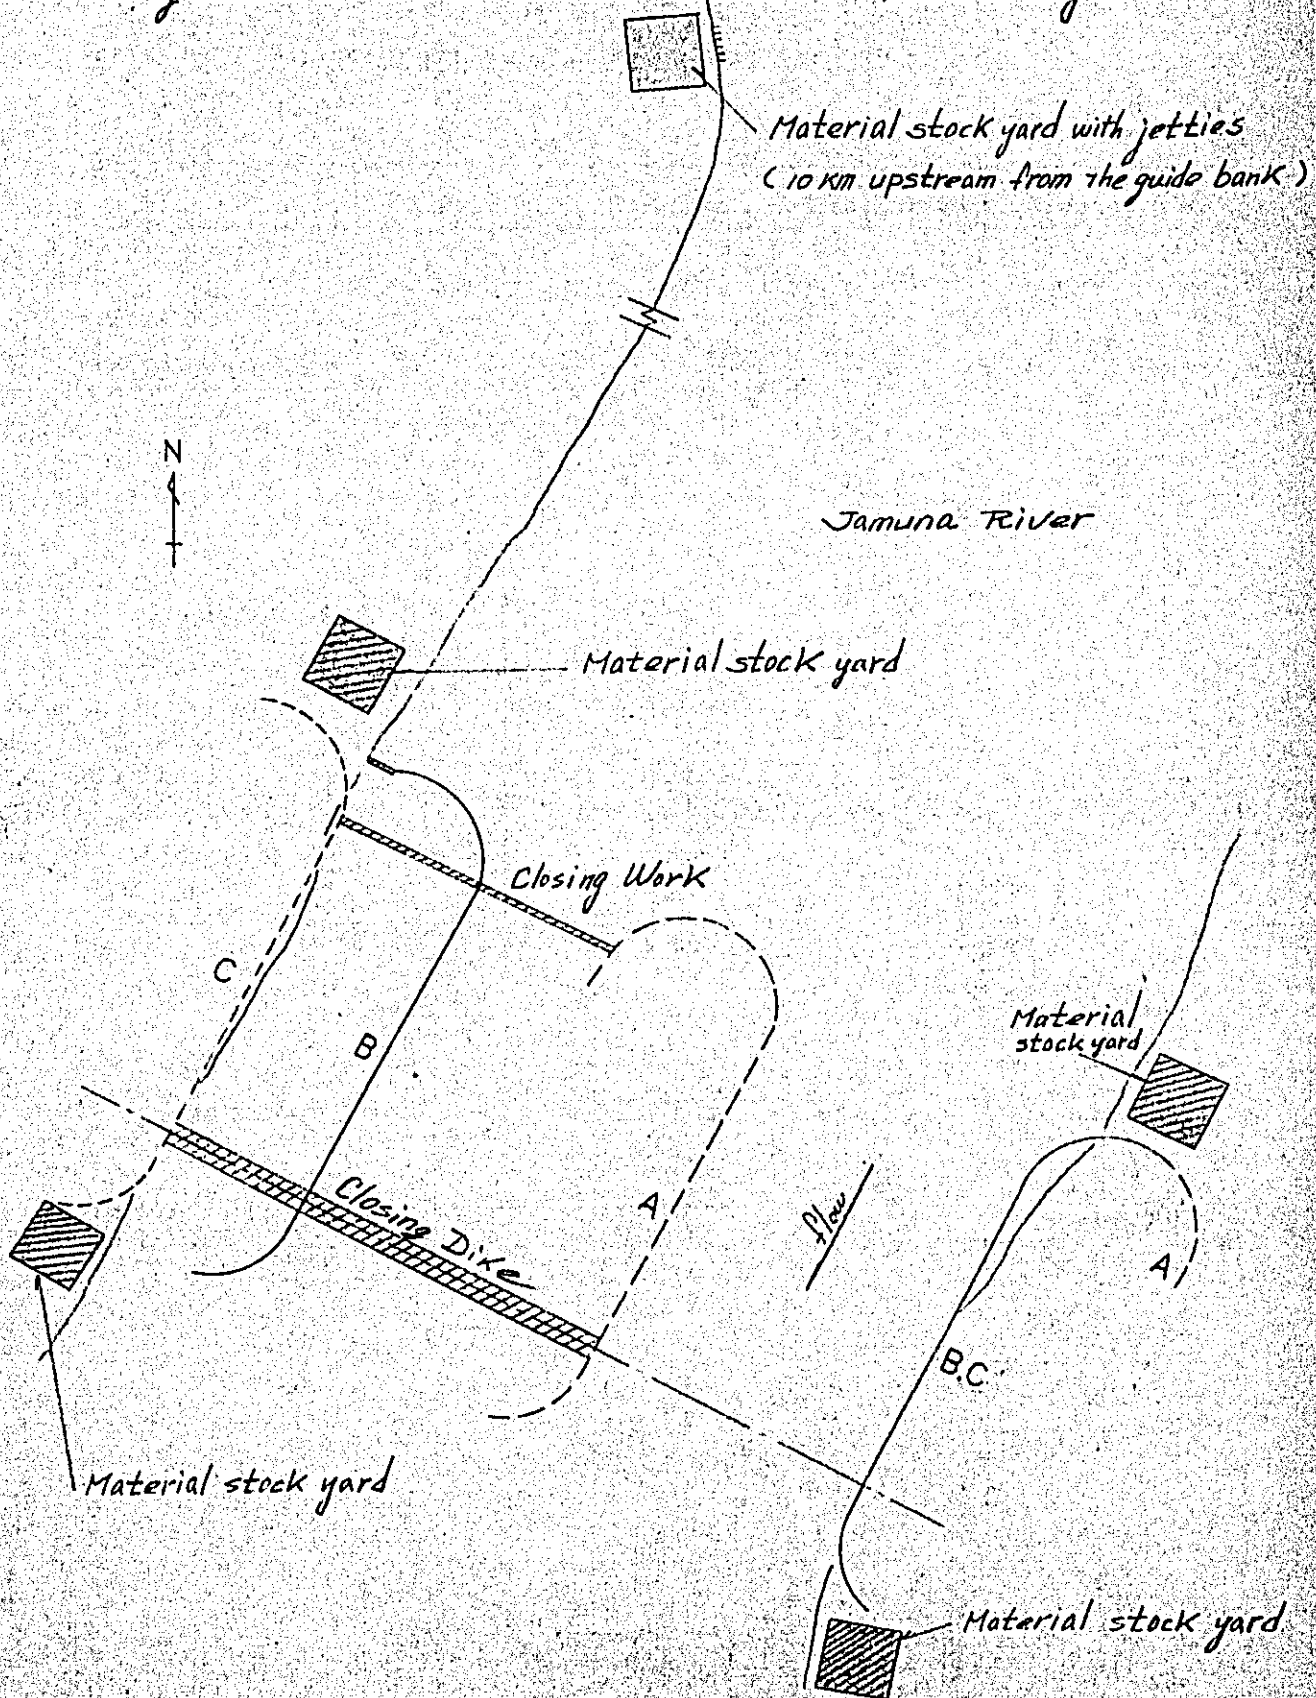 Material stock yard with jetties
(10 Km upstream from the guide bank)
N
Jamuna River
Material stock yard
Closing Work
C
Material
stock yard
B
Closing Dike
A
flow
A
B.C.
Material stock yard
Material stock yard